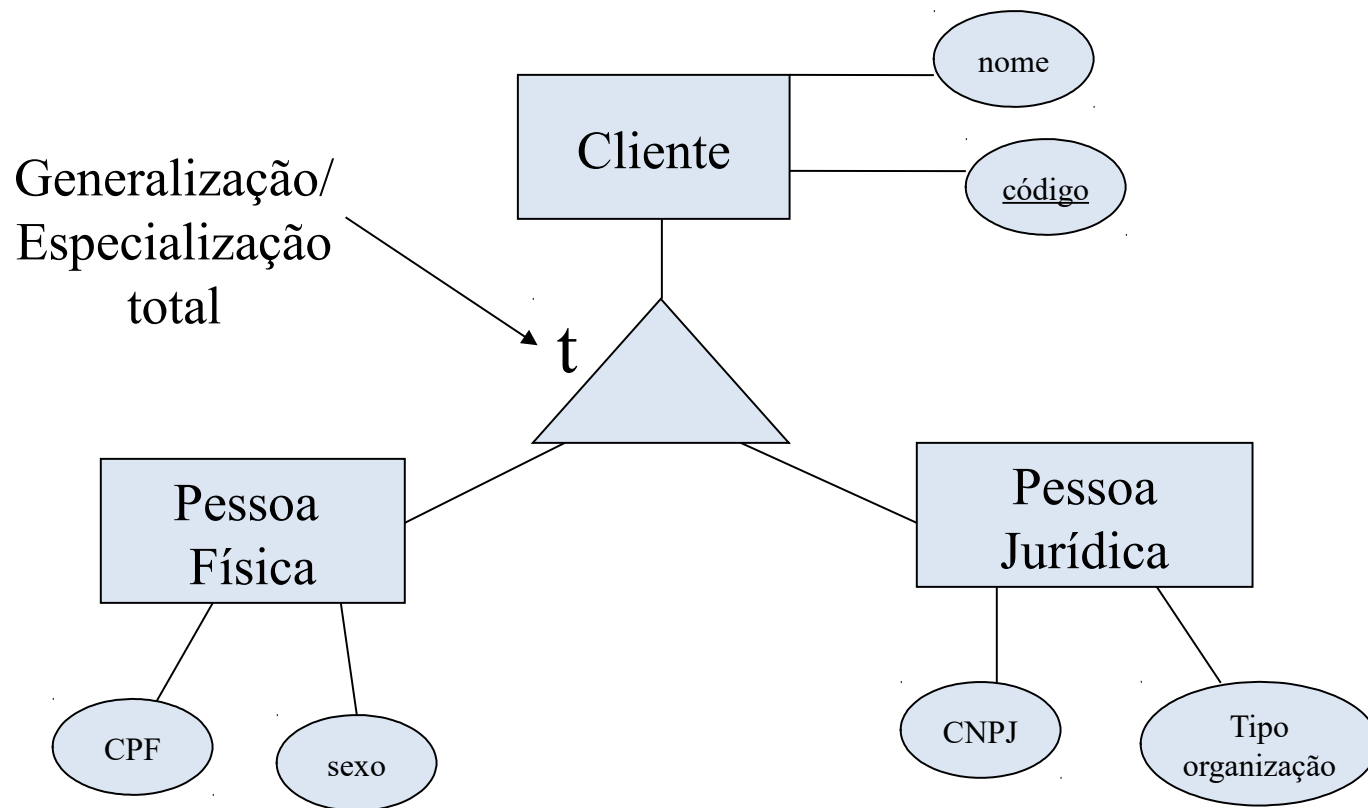 nome
Cliente
código
Generalização/
Especialização
total
t
Pessoa
Física
Pessoa
Jurídica
CPF
sexo
CNPJ
Tipo
organização